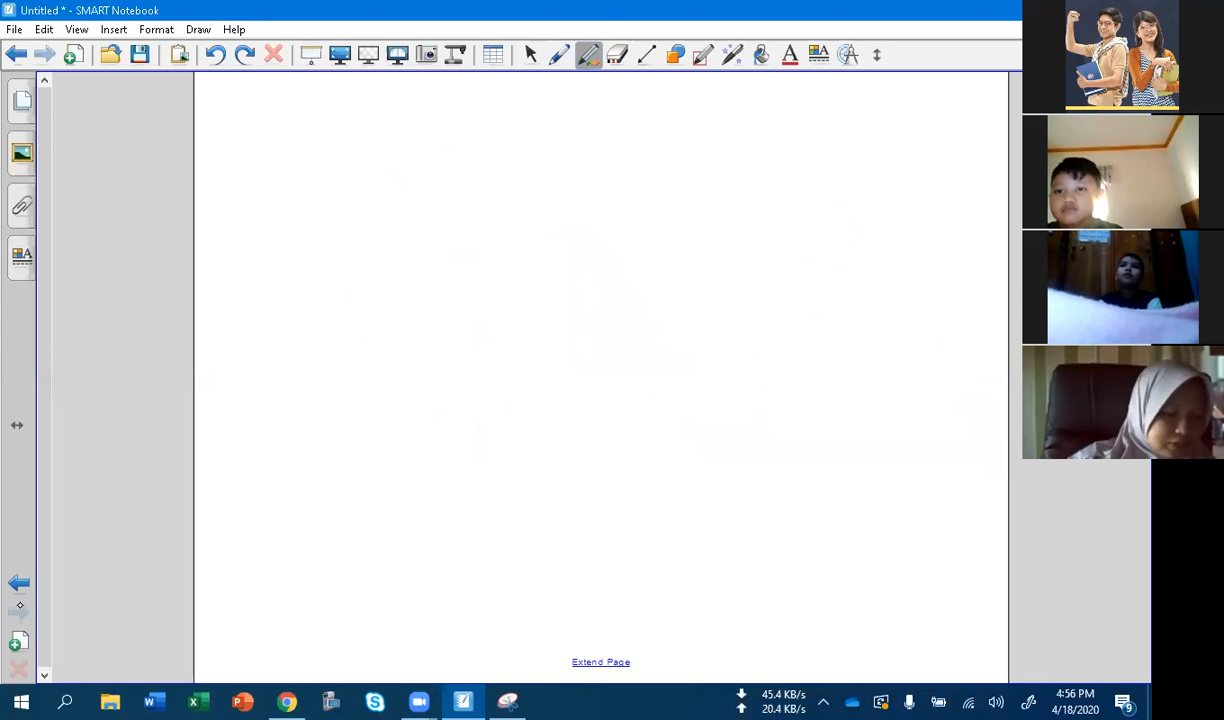 Untitled * - SMART Notebook
File Edit View Insert Format Draw Help
Extend Page
45.4 KB/s
20.4 KB/s
4:56 PM
4/18/2020
9